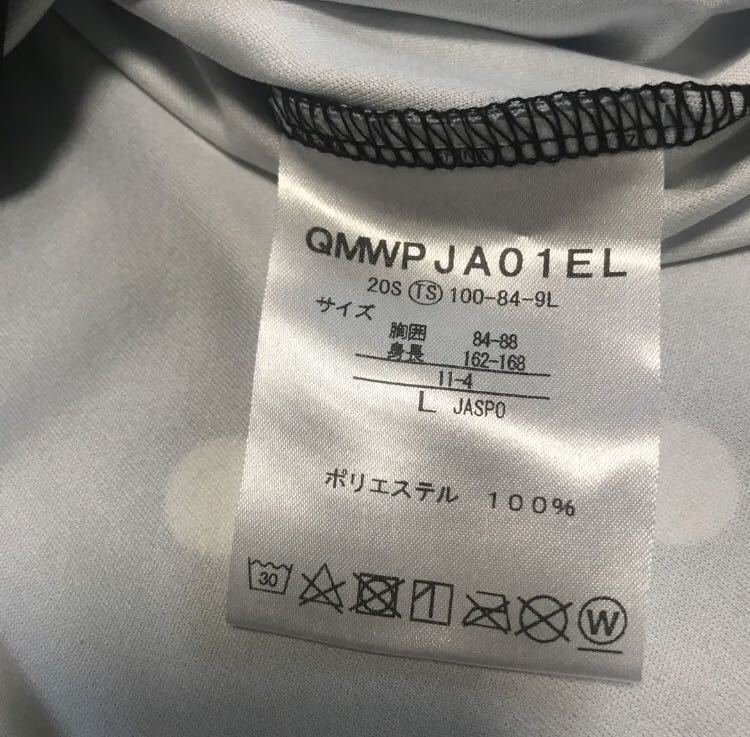 QMWPJA01EL
20S TS 100-84-9L
サイズ
胸囲 84-88
身長 162-168
11-4
L JASPO
ポリエステル 100%
30 W